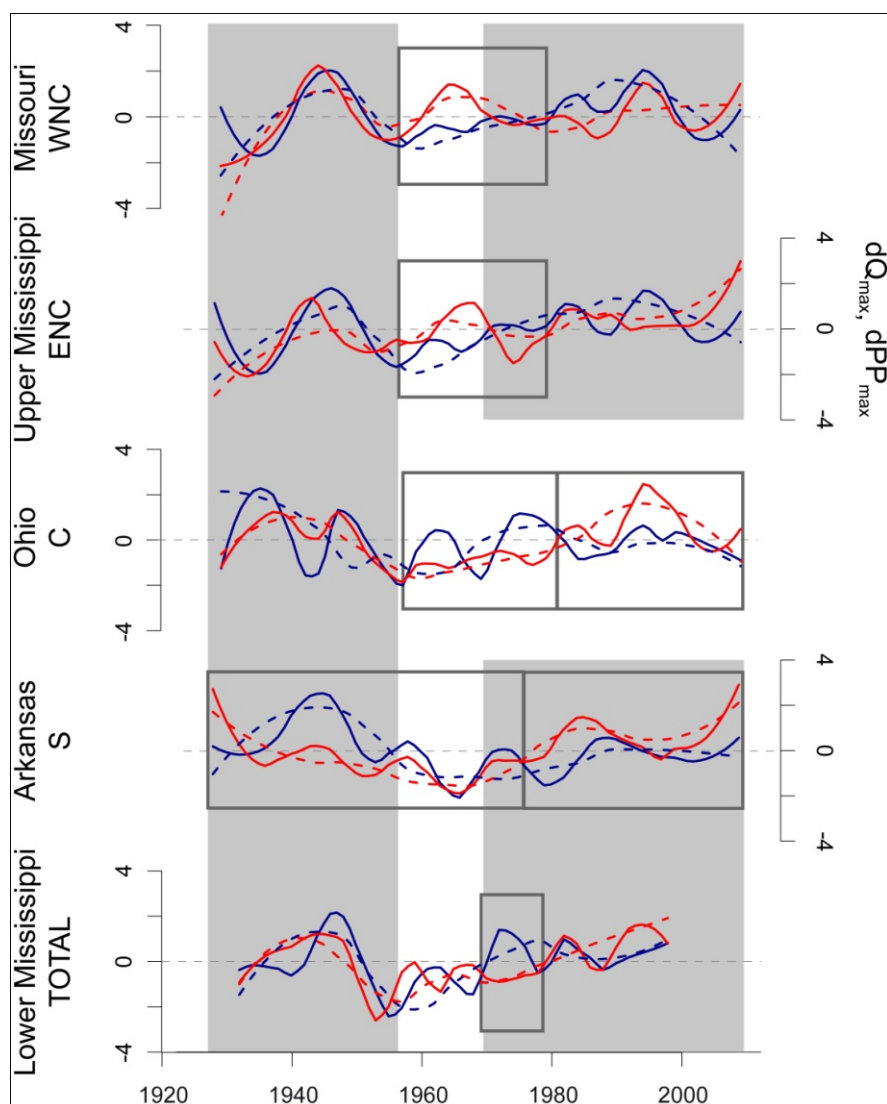 Missouri
WNC
4
0
-4
Upper Mississippi
ENC
4
0
-4
dQmax, dPPmax
Ohio
C
4
0
-4
Arkansas
S
4
0
-4
Lower Mississippi
TOTAL
4
0
-4
1920 1940 1960 1980 2000